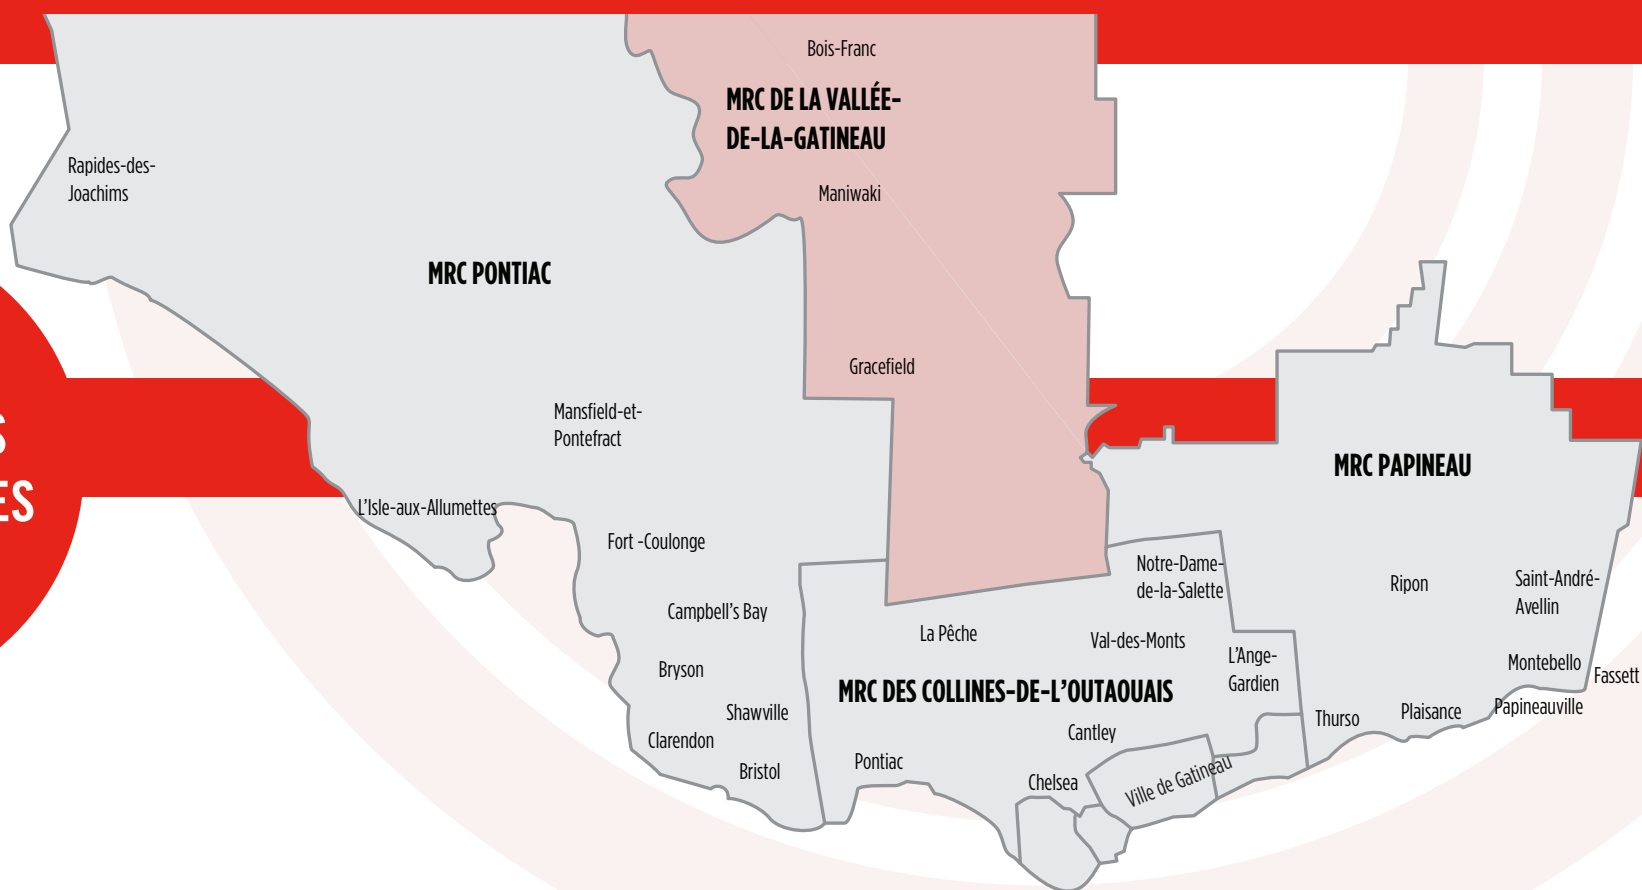 Bois-Franc
MRC DE LA VALLÉE-
DE-LA-GATINEAU
Rapides-des-
Joachims
Maniwaki
MRC PONTIAC
Gracefield
Mansfield-et-
Pontefract
S
ES
MRC PAPINEAU
L'Isle-aux-Allumettes
Fort -Coulonge
Notre-Dame-
de-la-Salette
Ripon
Saint-André-
Avellin
Campbell's Bay
La Pêche
Val-des-Monts
L'Ange-
Gardien
Bryson
Montebello
Fassett
MRC DES COLLINES-DE-L'OUTAOUAIS
Shawville
Thurso
Plaisance
Papineauville
Clarendon
Cantley
Bristol
Pontiac
Chelsea
Ville de Gatineau